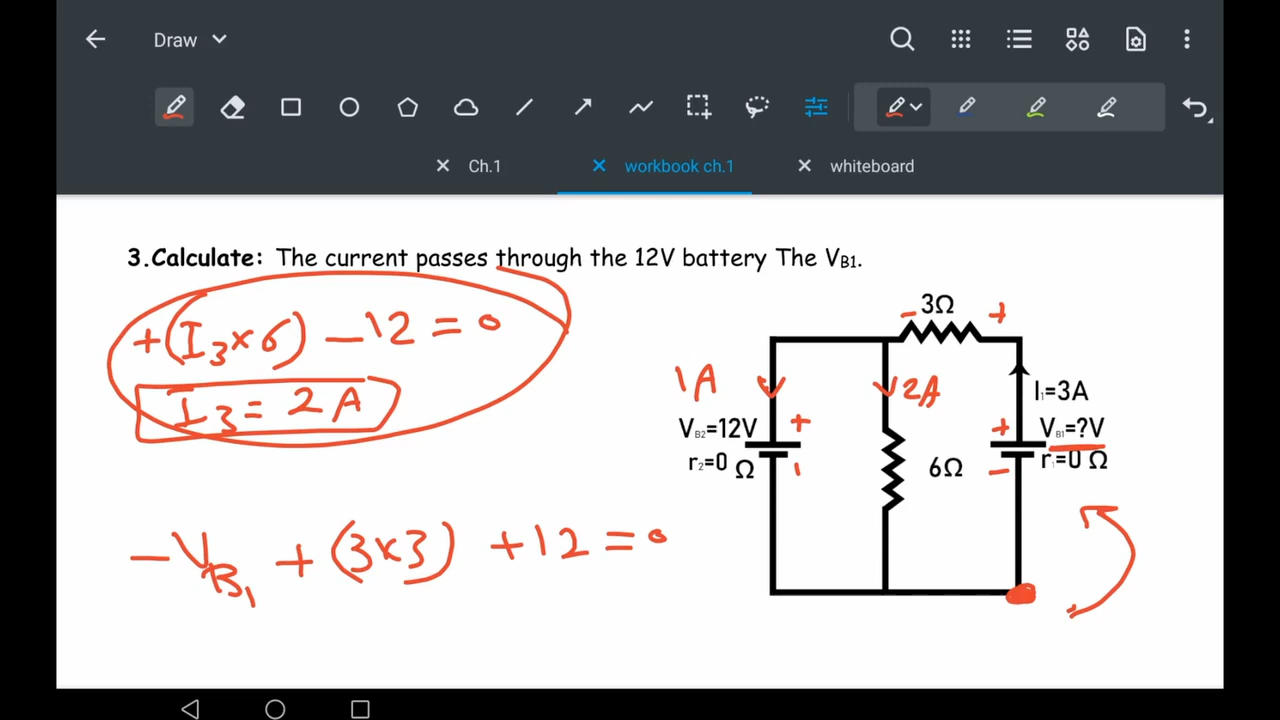 Draw
Ch.1
workbook ch.1
whiteboard
3.Calculate: The current passes through the 12V battery The VB1.
+(I3×6) -12 = 0
I3 = 2A
-VB1 + (3×3) +12 = 0
- 3Ω +
1A
2A
I1=3A
VB2=12V
+
+
VB1=?V
r2=0 Ω
-
6Ω
-
r1=0 Ω